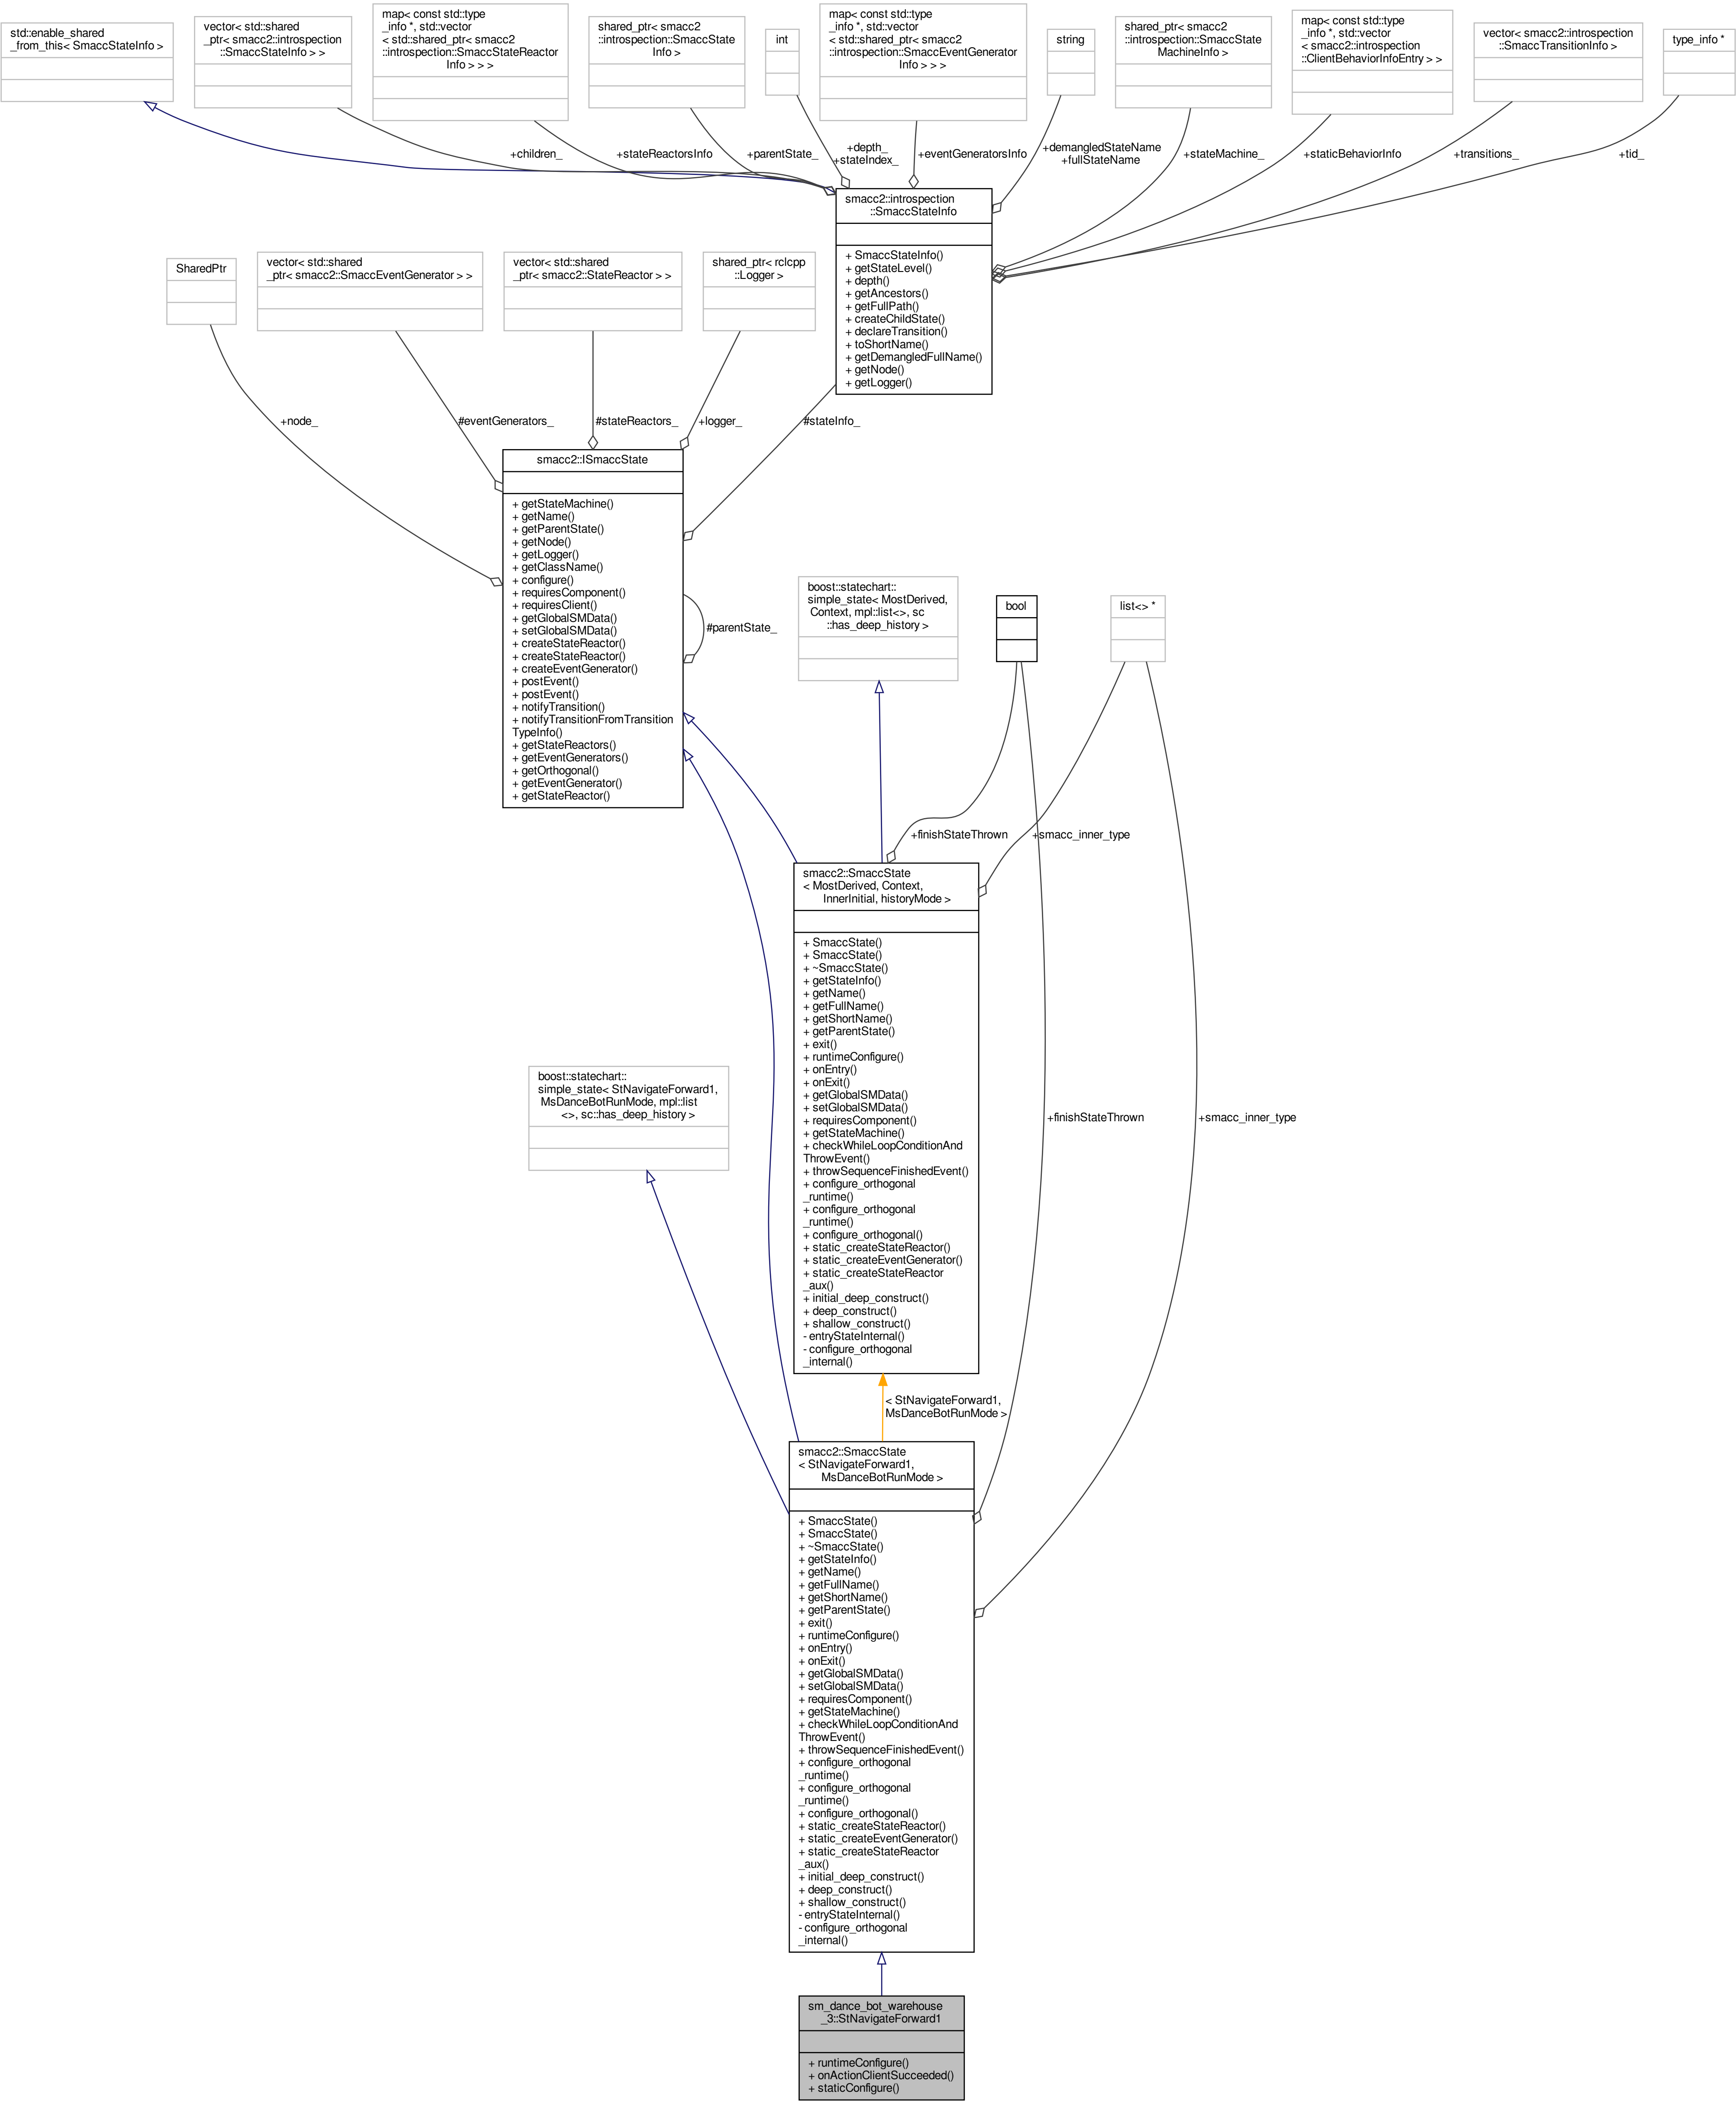 std::enable_shared
_from_this< SmaccStateInfo >
vector< std::shared
_ptr< smacc2::introspection
::SmaccStateInfo > >
map< const std::type
_info *, std::vector
< std::shared_ptr< smacc2
::introspection::SmaccStateReactor
Info > > >
shared_ptr< smacc2
::introspection::SmaccState
Info >
int
map< const std::type
_info *, std::vector
< std::shared_ptr< smacc2
::introspection::SmaccEventGenerator
Info > > >
string
shared_ptr< smacc2
::introspection::SmaccState
MachineInfo >
map< const std::type
_info *, std::vector
< smacc2::introspection
::ClientBehaviorInfoEntry > >
vector< smacc2::introspection
::SmaccTransitionInfo >
type_info *
+children_
+stateReactorsInfo
+parentState_
+depth_
+stateIndex_
+eventGeneratorsInfo
+demangledStateName
+fullStateName
+stateMachine_
+staticBehaviorInfo
+transitions_
+tid_
smacc2::introspection
::SmaccStateInfo
+ SmaccStateInfo()
+ getStateLevel()
+ depth()
+ getAncestors()
+ getFullPath()
+ createChildState()
+ declareTransition()
+ toShortName()
+ getDemangledFullName()
+ getNode()
+ getLogger()
SharedPtr
vector< std::shared
_ptr< smacc2::SmaccEventGenerator > >
vector< std::shared
_ptr< smacc2::StateReactor > >
shared_ptr< rclcpp
::Logger >
+node_
#eventGenerators_
#stateReactors_
+logger_
#stateInfo_
smacc2::ISmaccState
+ getStateMachine()
+ getName()
+ getParentState()
+ getNode()
+ getLogger()
+ getClassName()
+ configure()
+ requiresComponent()
+ requiresClient()
+ getGlobalSMData()
+ setGlobalSMData()
+ createStateReactor()
+ createStateReactor()
+ createEventGenerator()
+ postEvent()
+ postEvent()
+ notifyTransition()
+ notifyTransitionFromTransition
TypeInfo()
+ getStateReactors()
+ getEventGenerators()
+ getOrthogonal()
+ getEventGenerator()
+ getStateReactor()
#parentState_
boost::statechart::
simple_state< MostDerived,
Context, mpl::list<>, sc
::has_deep_history >
bool
list<> *
+finishStateThrown
+smacc_inner_type
smacc2::SmaccState
< MostDerived, Context,
InnerInitial, historyMode >
+ SmaccState()
+ SmaccState()
+ ~SmaccState()
+ getStateInfo()
+ getName()
+ getFullName()
+ getShortName()
+ getParentState()
+ exit()
+ runtimeConfigure()
+ onEntry()
+ onExit()
+ getGlobalSMData()
+ setGlobalSMData()
+ requiresComponent()
+ getStateMachine()
+ checkWhileLoopConditionAnd
ThrowEvent()
+ throwSequenceFinishedEvent()
+ configure_orthogonal
_runtime()
+ configure_orthogonal
_runtime()
+ configure_orthogonal()
+ static_createStateReactor()
+ static_createEventGenerator()
+ static_createStateReactor
_aux()
+ initial_deep_construct()
+ deep_construct()
+ shallow_construct()
- entryStateInternal()
- configure_orthogonal
_internal()
boost::statechart::
simple_state< StNavigateForward1,
MsDanceBotRunMode, mpl::list
<>, sc::has_deep_history >
+finishStateThrown
+smacc_inner_type
< StNavigateForward1,
MsDanceBotRunMode >
smacc2::SmaccState
< StNavigateForward1,
MsDanceBotRunMode >
+ SmaccState()
+ SmaccState()
+ ~SmaccState()
+ getStateInfo()
+ getName()
+ getFullName()
+ getShortName()
+ getParentState()
+ exit()
+ runtimeConfigure()
+ onEntry()
+ onExit()
+ getGlobalSMData()
+ setGlobalSMData()
+ requiresComponent()
+ getStateMachine()
+ checkWhileLoopConditionAnd
ThrowEvent()
+ throwSequenceFinishedEvent()
+ configure_orthogonal
_runtime()
+ configure_orthogonal
_runtime()
+ configure_orthogonal()
+ static_createStateReactor()
+ static_createEventGenerator()
+ static_createStateReactor
_aux()
+ initial_deep_construct()
+ deep_construct()
+ shallow_construct()
- entryStateInternal()
- configure_orthogonal
_internal()
sm_dance_bot_warehouse
_3::StNavigateForward1
+ runtimeConfigure()
+ onActionClientSucceeded()
+ staticConfigure()